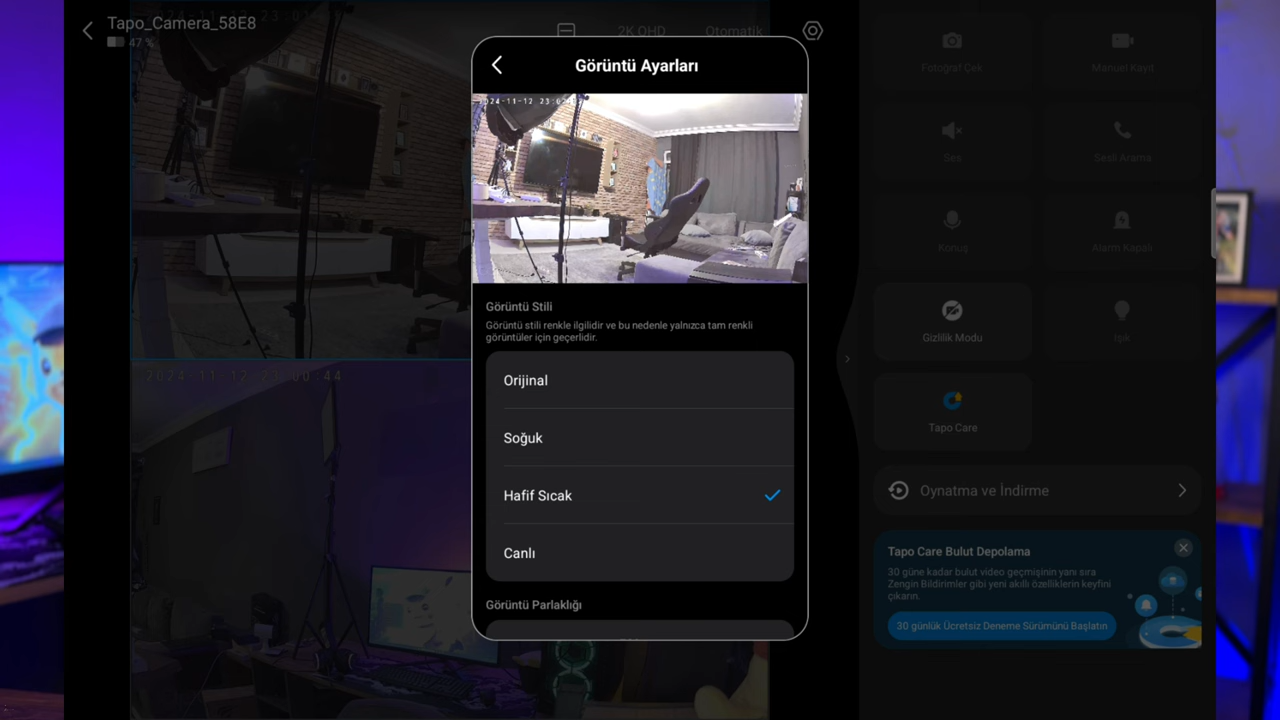 Tapo_Camera_58E8
47 %
2K QHD
Otomatik
Görüntü Ayarları
2024-11-12
Görüntü Stili
Görüntü stili renkle ilgilidir ve bu nedenle yalnızca tam renkli
görüntüler için geçerlidir.
Orijinal
Soğuk
Hafif Sıcak
Canlı
Görüntü Parlaklığı
2024-11-12 23:00:44
Fotoğraf Çek
Manuel Kayıt
Ses
Sesli Arama
Konuş
Alarm Kapalı
Gizlilik Modu
Işık
Tapo Care
Oynatma ve İndirme
Tapo Care Bulut Depolama
30 güne kadar bulut video geçmişinin yanı sıra
Zengin Bildirimler gibi yeni akıllı özelliklerin keyfini
çıkarın.
30 günlük Ücretsiz Deneme Sürümünü Başlatın